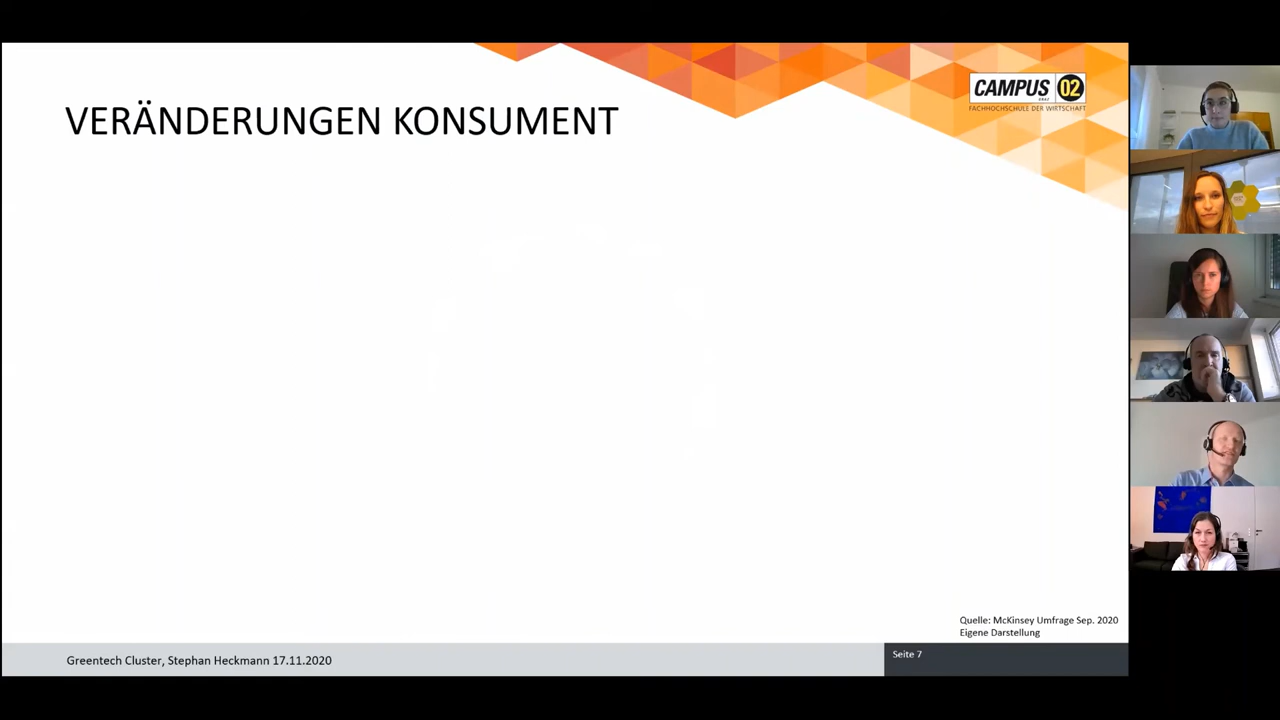 VERÄNDERUNGEN KONSUMENT
CAMPUS 02
FACHHOCHSCHULE DER WIRTSCHAFT
Quelle: McKinsey Umfrage Sep. 2020
Eigene Darstellung
Greentech Cluster, Stephan Heckmann 17.11.2020
Seite 7